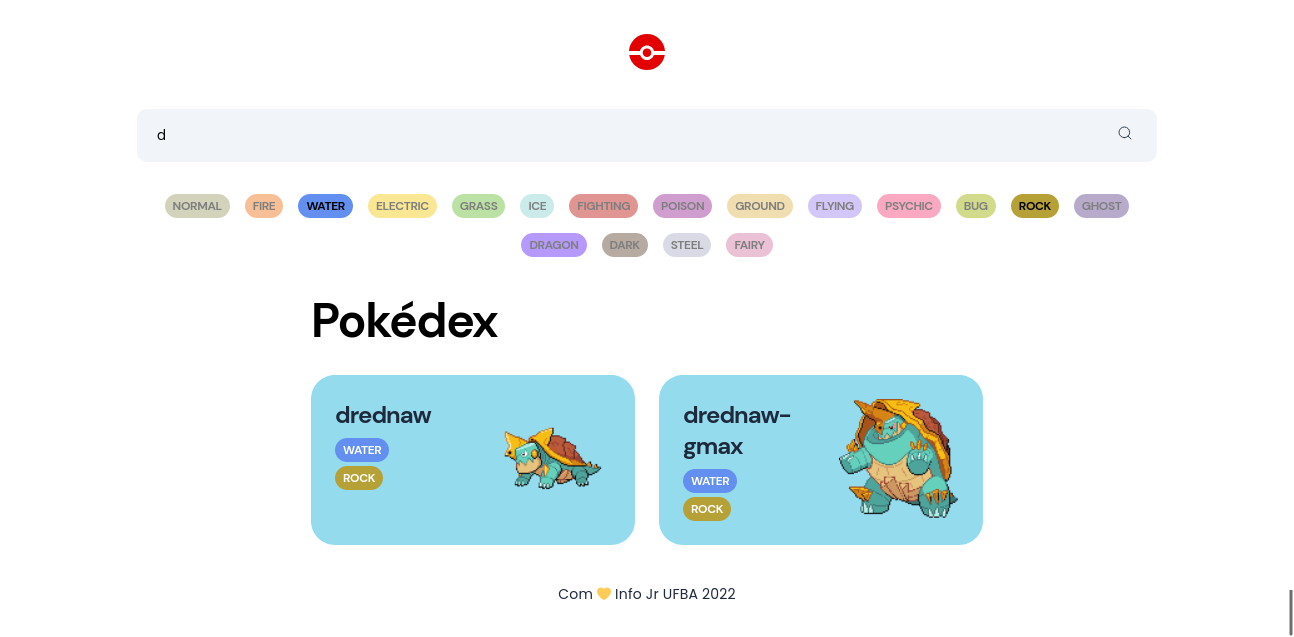 d
NORMAL FIRE WATER ELECTRIC GRASS ICE FIGHTING POISON GROUND FLYING PSYCHIC BUG ROCK GHOST
DRAGON DARK STEEL FAIRY
Pokédex
drednaw
WATER
ROCK
drednaw-
gmax
WATER
ROCK
Com 💛 Info Jr UFBA 2022